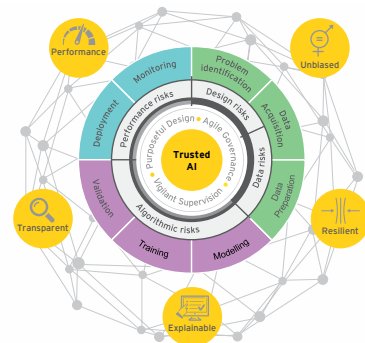 Performance
Unbiased
Monitoring
Problem
identification
Deployment
Data
Acquisition
Performance risks
Design risks
Purposeful Design
Agile Governance
Trusted
AI
Data risks
Vigilant Supervision
Data
Preparation
Validation
Algorithmic risks
Transparent
Resilient
Training
Modelling
Explainable